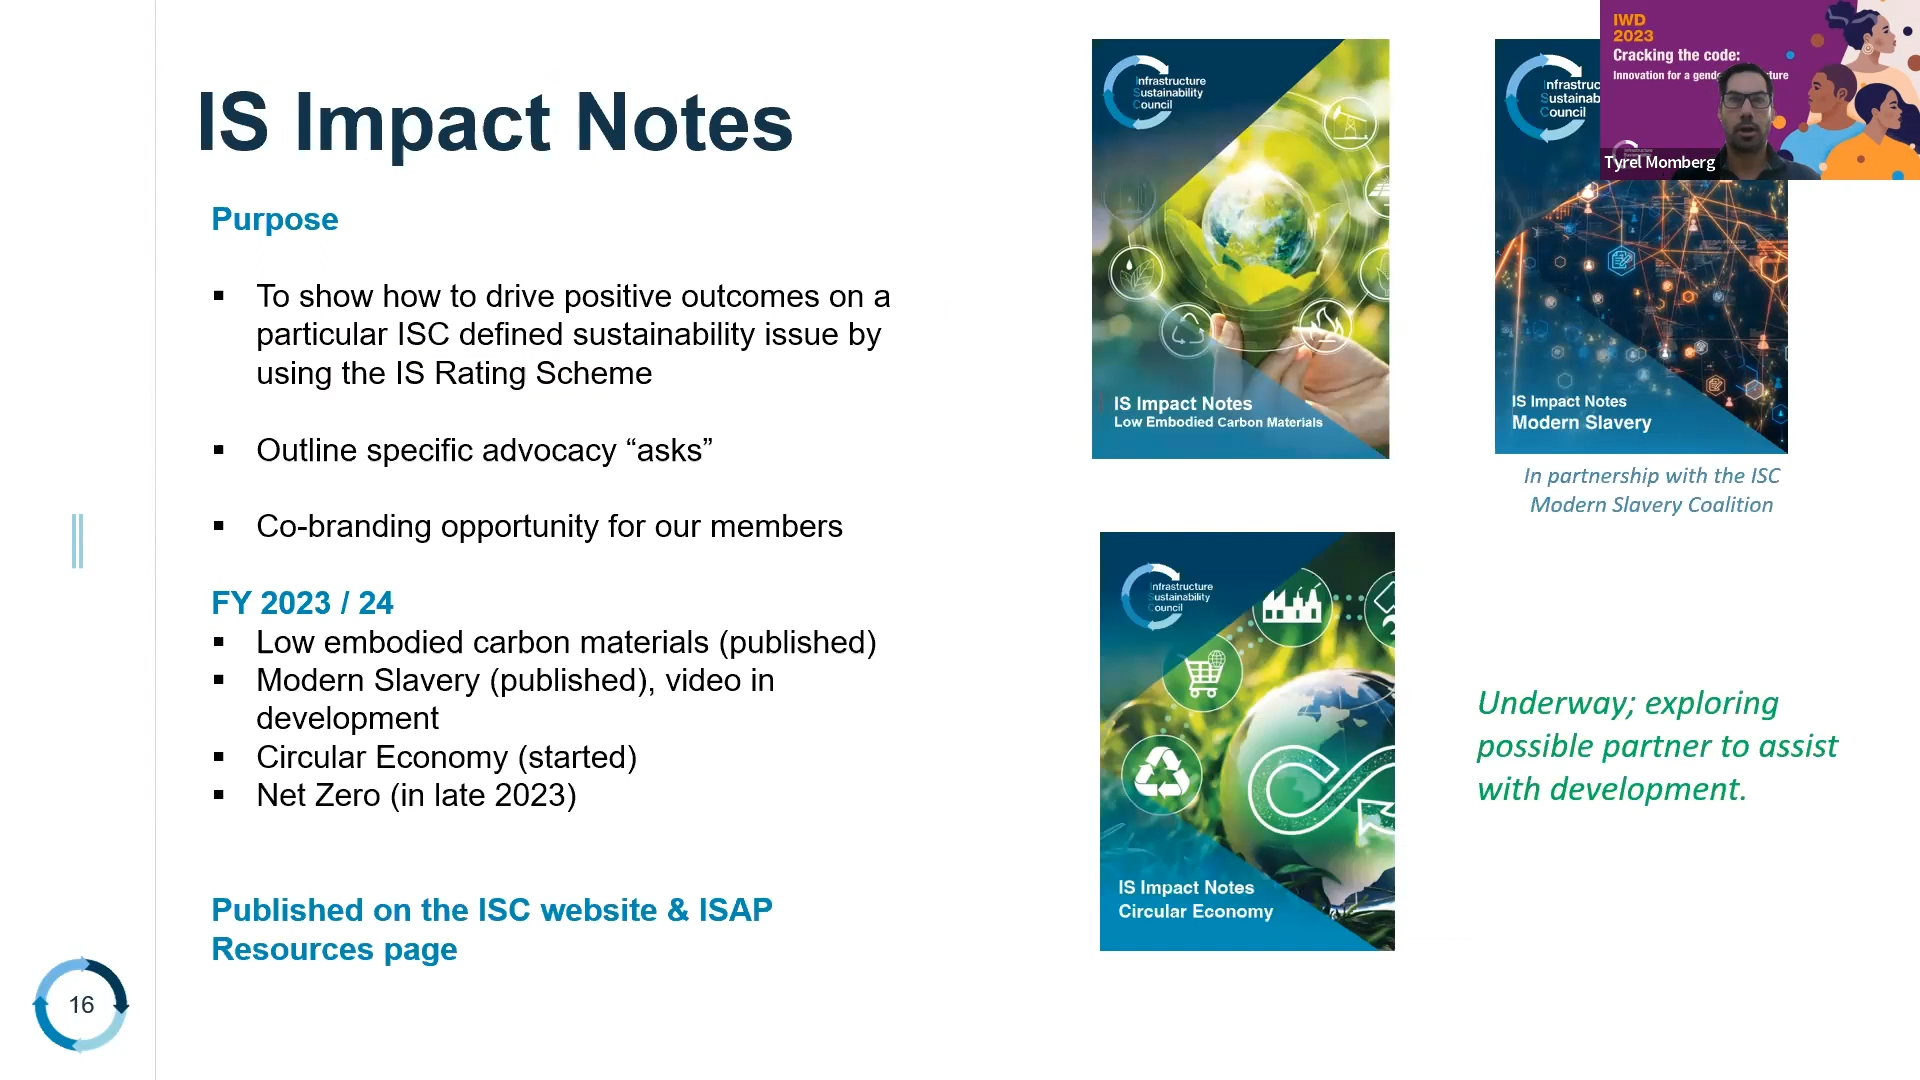 IS Impact Notes
Purpose
▪ To show how to drive positive outcomes on a
particular ISC defined sustainability issue by
using the IS Rating Scheme
▪ Outline specific advocacy “asks”
▪ Co-branding opportunity for our members
FY 2023 / 24
▪ Low embodied carbon materials (published)
▪ Modern Slavery (published), video in
development
▪ Circular Economy (started)
▪ Net Zero (in late 2023)
Published on the ISC website & ISAP
Resources page
16
Infrastructure
Sustainability
Council
IS Impact Notes
Low Embodied Carbon Materials
Council
IS Impact Notes
Modern Slavery
In partnership with the ISC
Modern Slavery Coalition
IWD
2023
Cracking the code:
Innovation for a
Tyrel Momberg
Infrastructure
Sustainability
Council
IS Impact Notes
Circular Economy
Underway; exploring
possible partner to assist
with development.